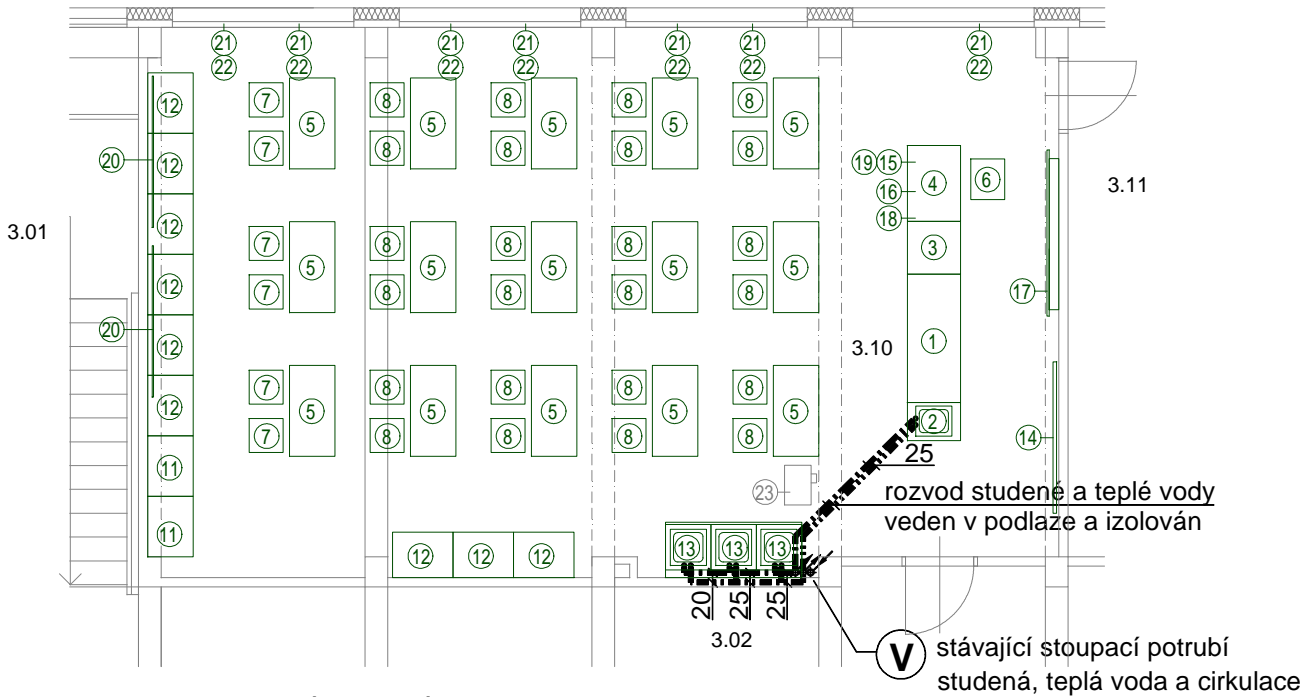 21 21 21 21 21 21 21
22 22 22 22 22 22 22
12 7 8 8 8 8
5 5 5 5 5
7 8 8 8 8
20 12 19 15
4 6 3.11
16
18
12 3.01
7 8 8 8 8 3
5 5 5 5 5
12 7 8 8 8 8 17
20
12 3.10 1
12 7 8 8 8 8
5 5 5 5 5 2
7 8 8 8 8 14
11 25
23 rozvod studené a teplé vody
veden v podlaze a izolován
11
12 12 12 13 13 13
20 25 25
3.02
V stávající stoupací potrubí
studená, teplá voda a cirkulace